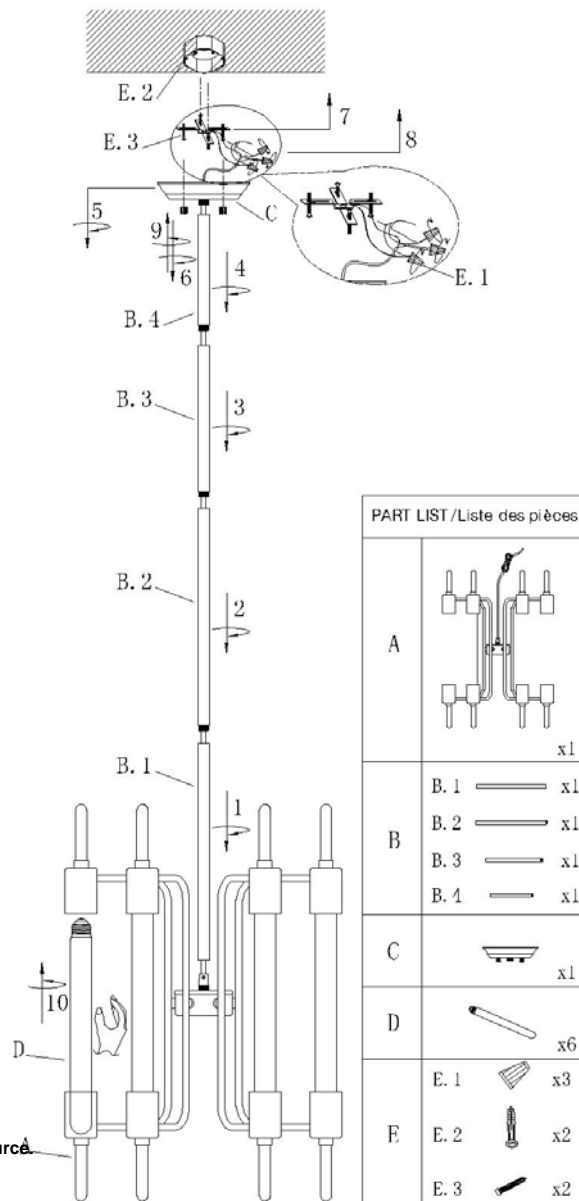 E.2
E.3
7
8
5
9
6
C
4
E.1
B.4
B.3
3
B.2
2
B.1
1
10
D
A
urce.
PART LIST/Liste des pièces
A
x1
B
B.1 x1
B.2 x1
B.3 x1
B.4 x1
C
x1
D
x6
E
E.1 x3
E.2 x2
E.3 x2